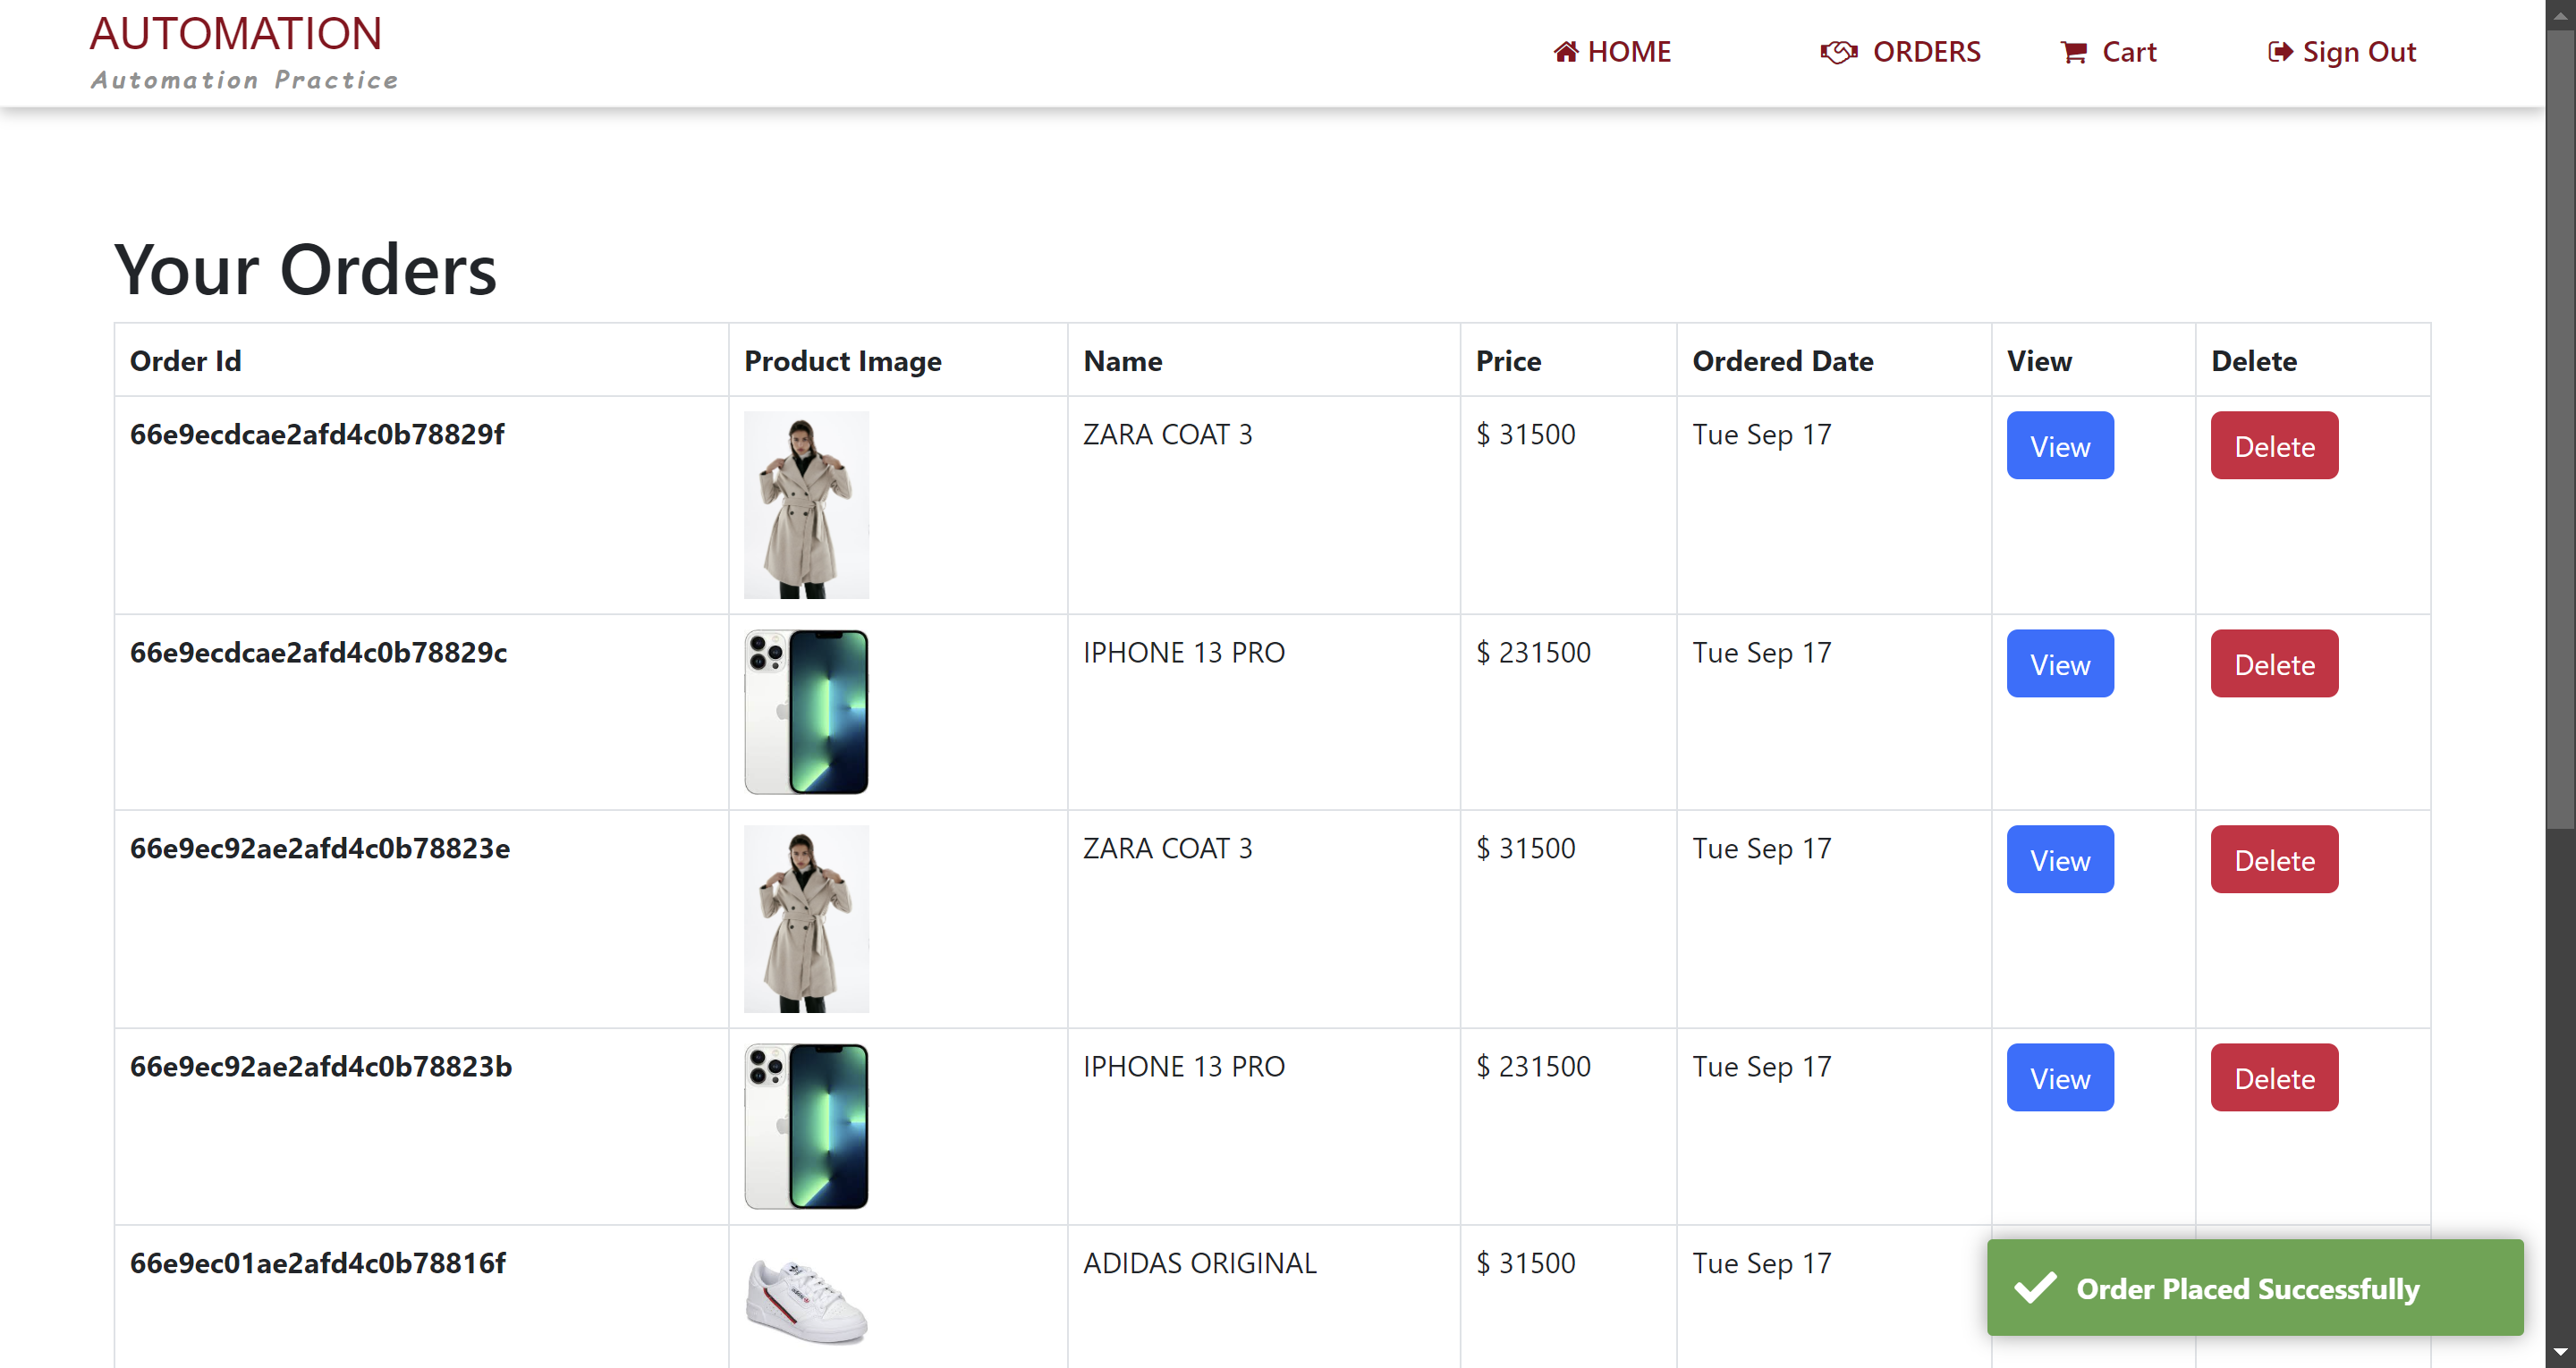 AUTOMATION
Automation Practice
HOME
ORDERS
Cart
Sign Out
Your Orders
Order Id Product Image Name Price Ordered Date View Delete
66e9ecdcae2afd4c0b78829f ZARA COAT 3 $ 31500 Tue Sep 17 View Delete
66e9ecdcae2afd4c0b78829c IPHONE 13 PRO $ 231500 Tue Sep 17 View Delete
66e9ec92ae2afd4c0b78823e ZARA COAT 3 $ 31500 Tue Sep 17 View Delete
66e9ec92ae2afd4c0b78823b IPHONE 13 PRO $ 231500 Tue Sep 17 View Delete
66e9ec01ae2afd4c0b78816f ADIDAS ORIGINAL $ 31500 Tue Sep 17
Order Placed Successfully